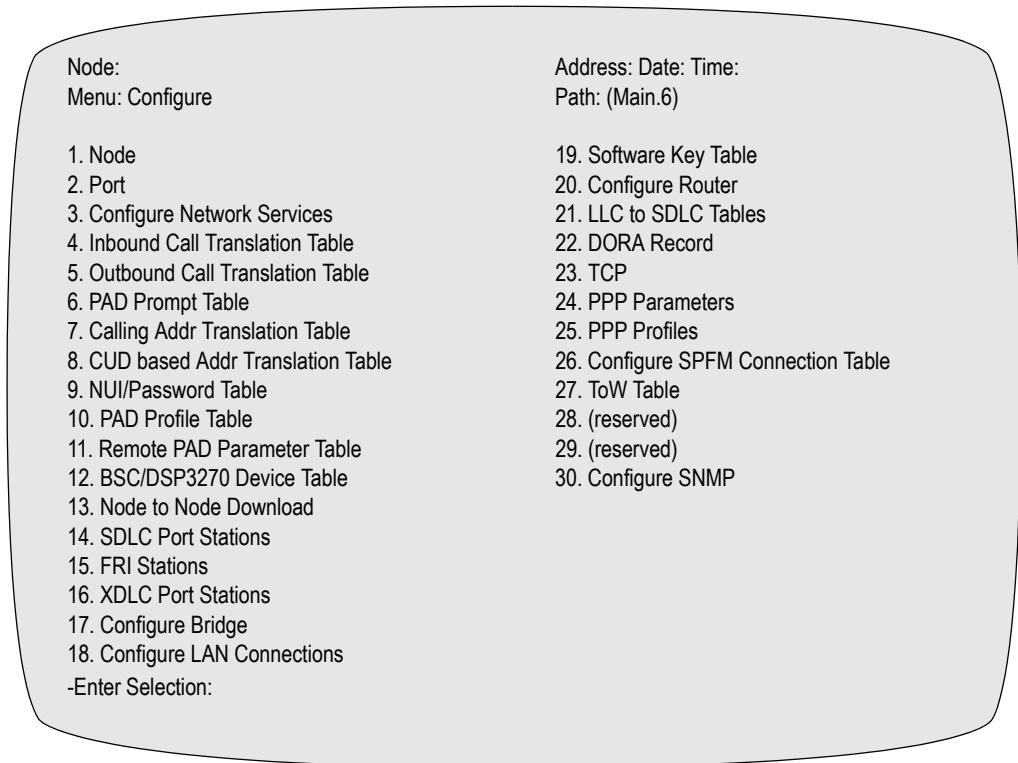 Node:
Menu: Configure
Address: Date: Time:
Path: (Main.6)
1. Node
2. Port
3. Configure Network Services
4. Inbound Call Translation Table
5. Outbound Call Translation Table
6. PAD Prompt Table
7. Calling Addr Translation Table
8. CUD based Addr Translation Table
9. NUI/Password Table
10. PAD Profile Table
11. Remote PAD Parameter Table
12. BSC/DSP3270 Device Table
13. Node to Node Download
14. SDLC Port Stations
15. FRI Stations
16. XDLC Port Stations
17. Configure Bridge
18. Configure LAN Connections
19. Software Key Table
20. Configure Router
21. LLC to SDLC Tables
22. DORA Record
23. TCP
24. PPP Parameters
25. PPP Profiles
26. Configure SPFM Connection Table
27. ToW Table
28. (reserved)
29. (reserved)
30. Configure SNMP
-Enter Selection: